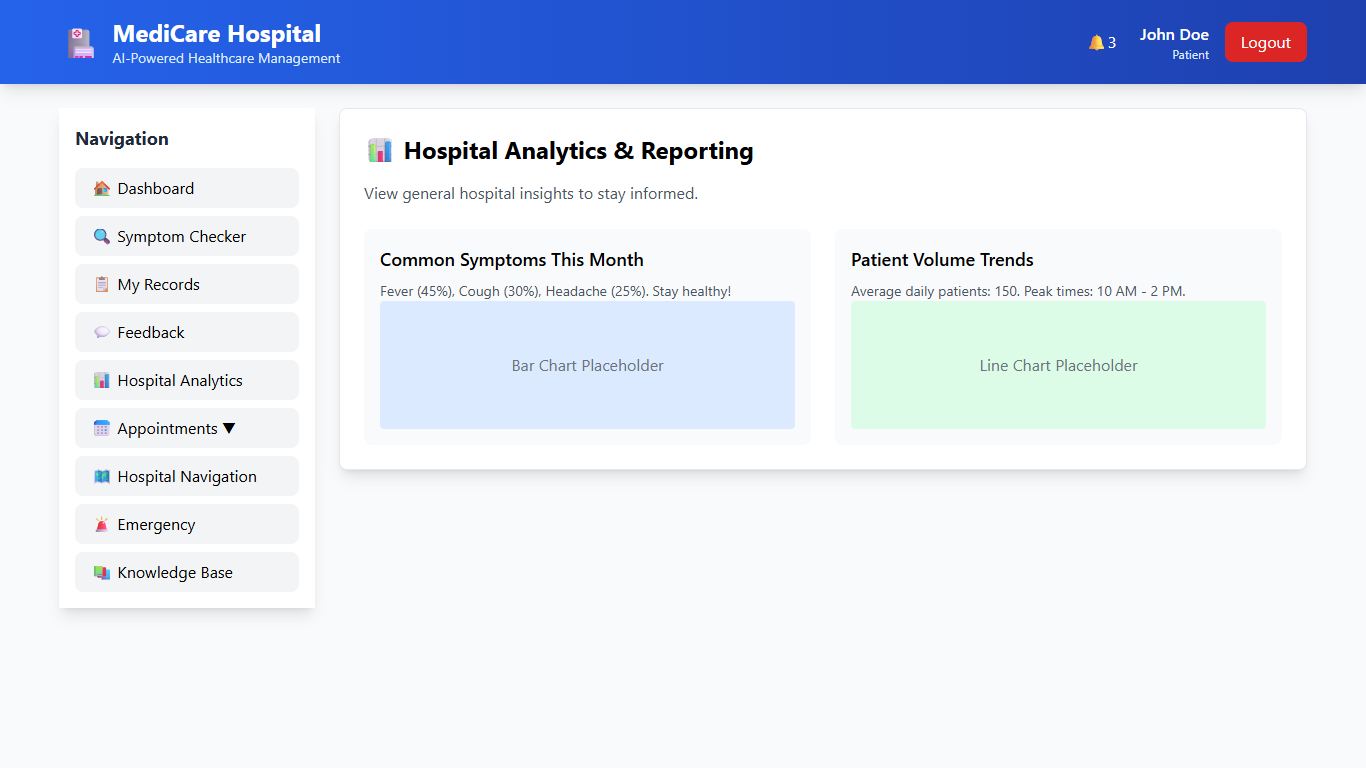 MediCare Hospital
AI-Powered Healthcare Management
3
John Doe
Patient
Logout
Navigation
Dashboard
Symptom Checker
My Records
Feedback
Hospital Analytics
Appointments ▼
Hospital Navigation
Emergency
Knowledge Base
Hospital Analytics & Reporting
View general hospital insights to stay informed.
Common Symptoms This Month
Fever (45%), Cough (30%), Headache (25%). Stay healthy!
Bar Chart Placeholder
Patient Volume Trends
Average daily patients: 150. Peak times: 10 AM - 2 PM.
Line Chart Placeholder